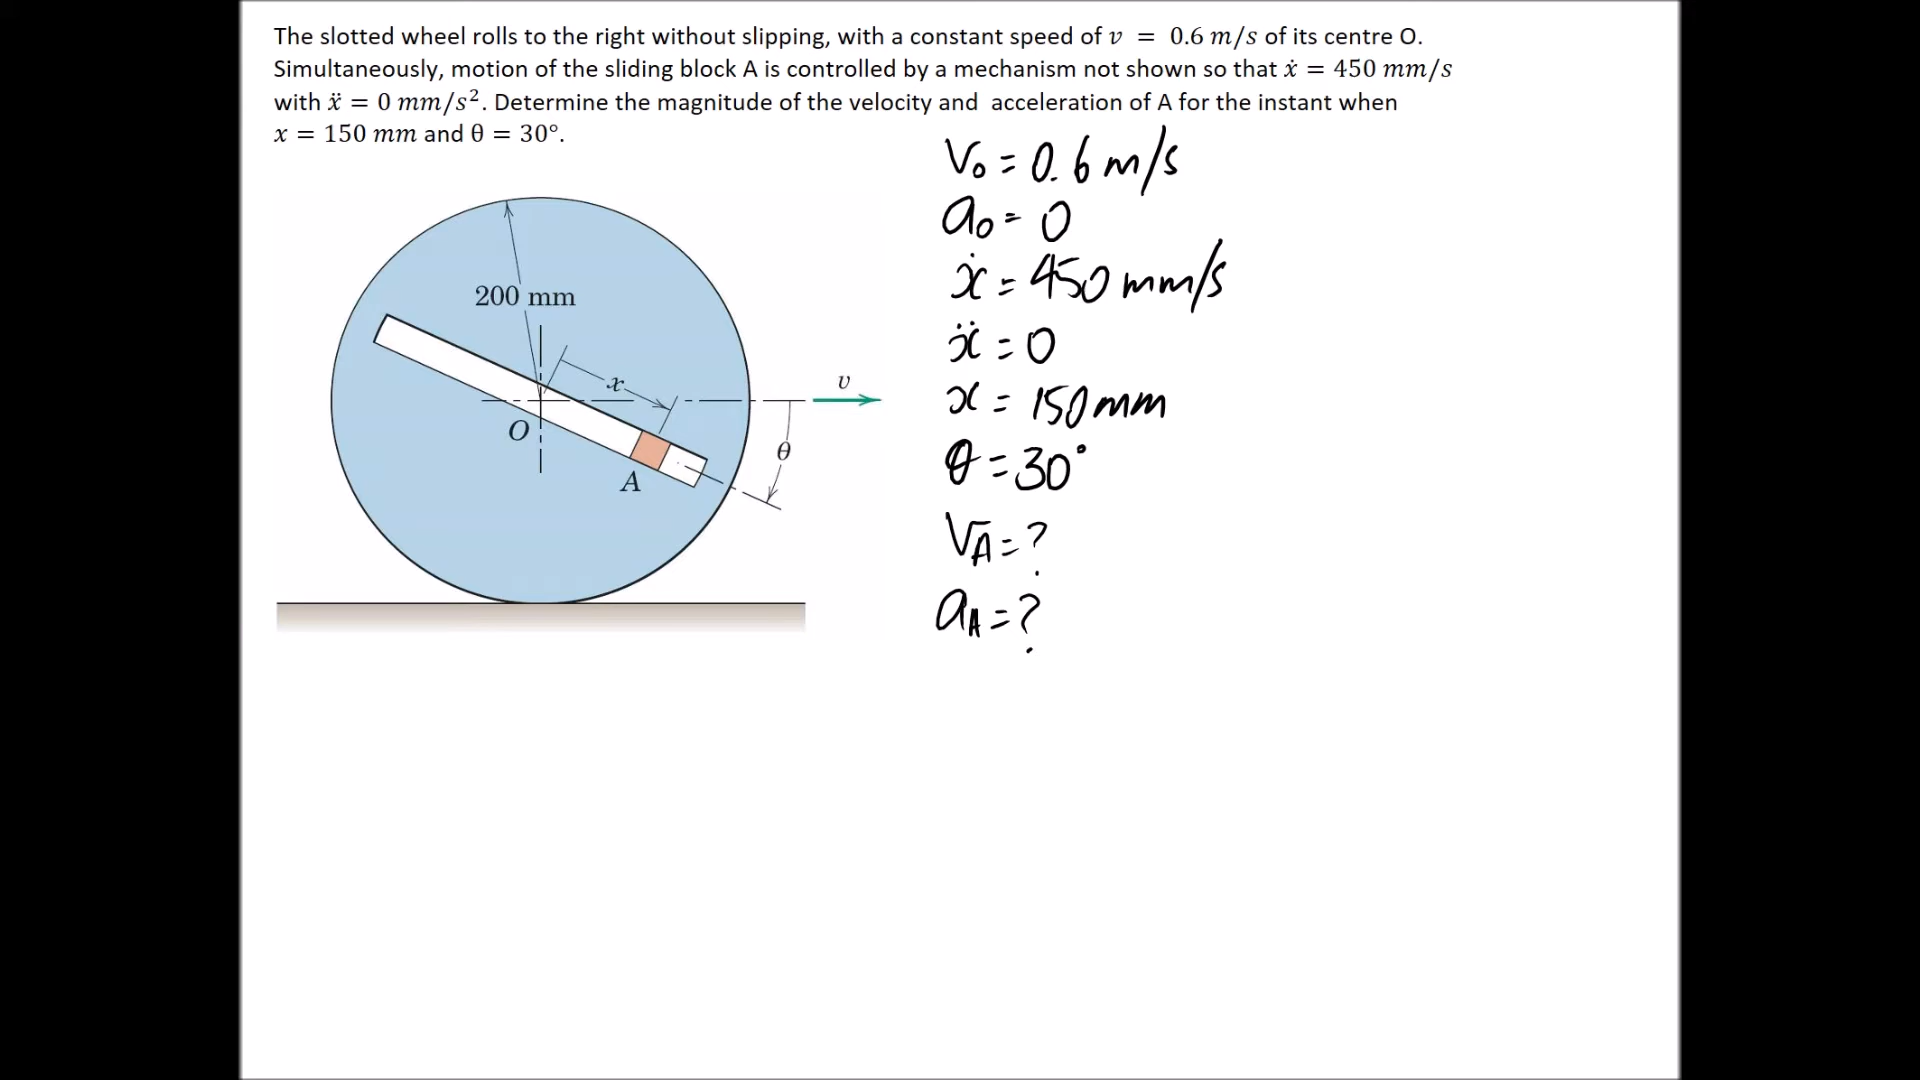 The slotted wheel rolls to the right without slipping, with a constant speed of v = 0.6 m/s of its centre O.
Simultaneously, motion of the sliding block A is controlled by a mechanism not shown so that ẋ = 450 mm/s
with ẍ = 0 mm/s². Determine the magnitude of the velocity and acceleration of A for the instant when
x = 150 mm and θ = 30°.
V₀ = 0.6 m/s
a₀ = 0
ẋ = 450 mm/s
ẍ = 0
x = 150 mm
θ = 30°
V_A = ?
a_A = ?
200 mm
x
v
O
θ
A